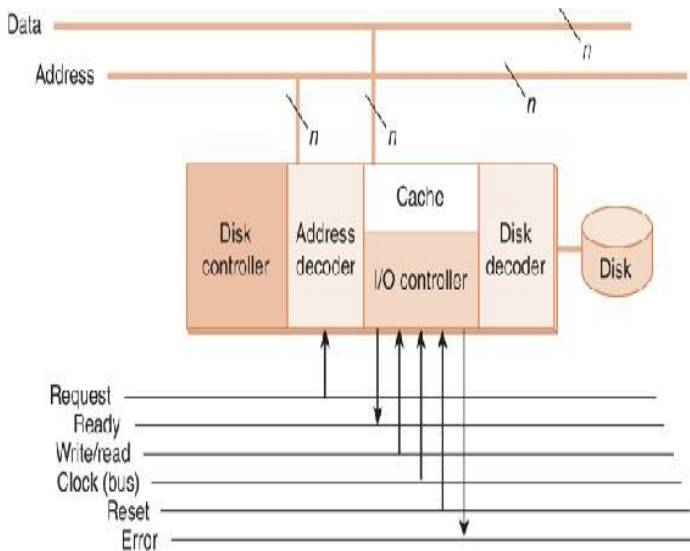 Data
n
Address
n
n
n
Disk
controller
Address
decoder
Cache
I/O controller
Disk
decoder
Disk
Request
Ready
Write/read
Clock (bus)
Reset
Error